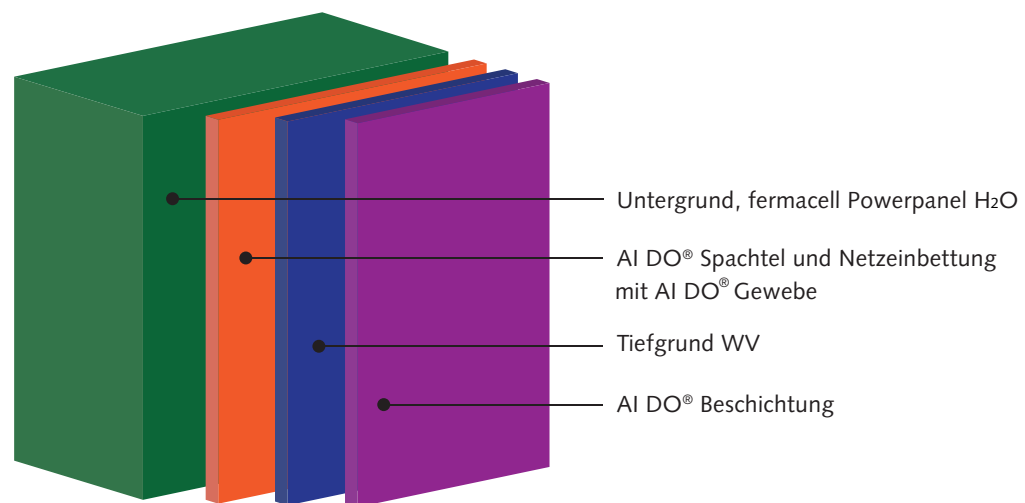 Untergrund, fermacell Powerpanel H2O
AI DO® Spachtel und Netzeinbettung
mit AI DO® Gewebe
Tiefgrund WV
AI DO® Beschichtung